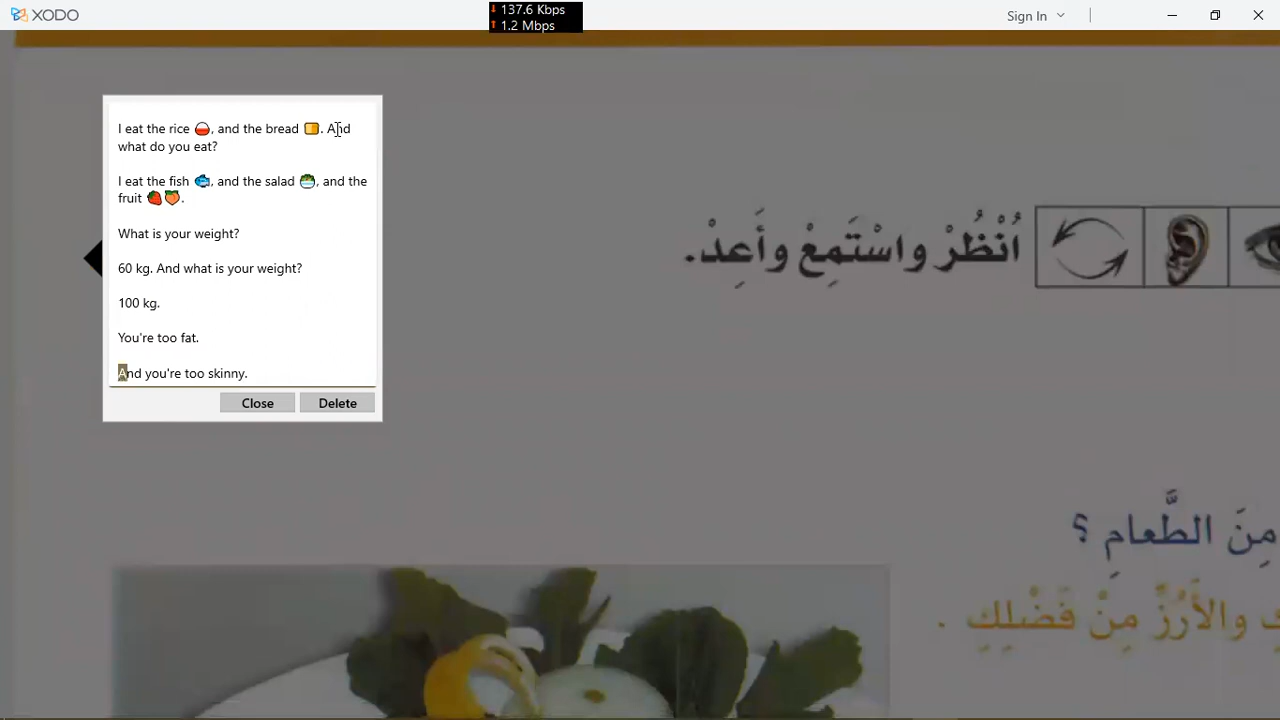 XODO
137.6 Kbps
1.2 Mbps
Sign In
I eat the rice 🍚, and the bread 🍞. And
what do you eat?
I eat the fish 🐟, and the salad 🥗, and the
fruit 🍓🍑.
What is your weight?
60 kg. And what is your weight?
100 kg.
You're too fat.
And you're too skinny.
Close
Delete
اُنْظُرْ واسْتَمِعْ وأَعِدْ.
مِنَ الطَّعامِ ؟
والأَرُزَّ مِنْ فَضْلِكِ .